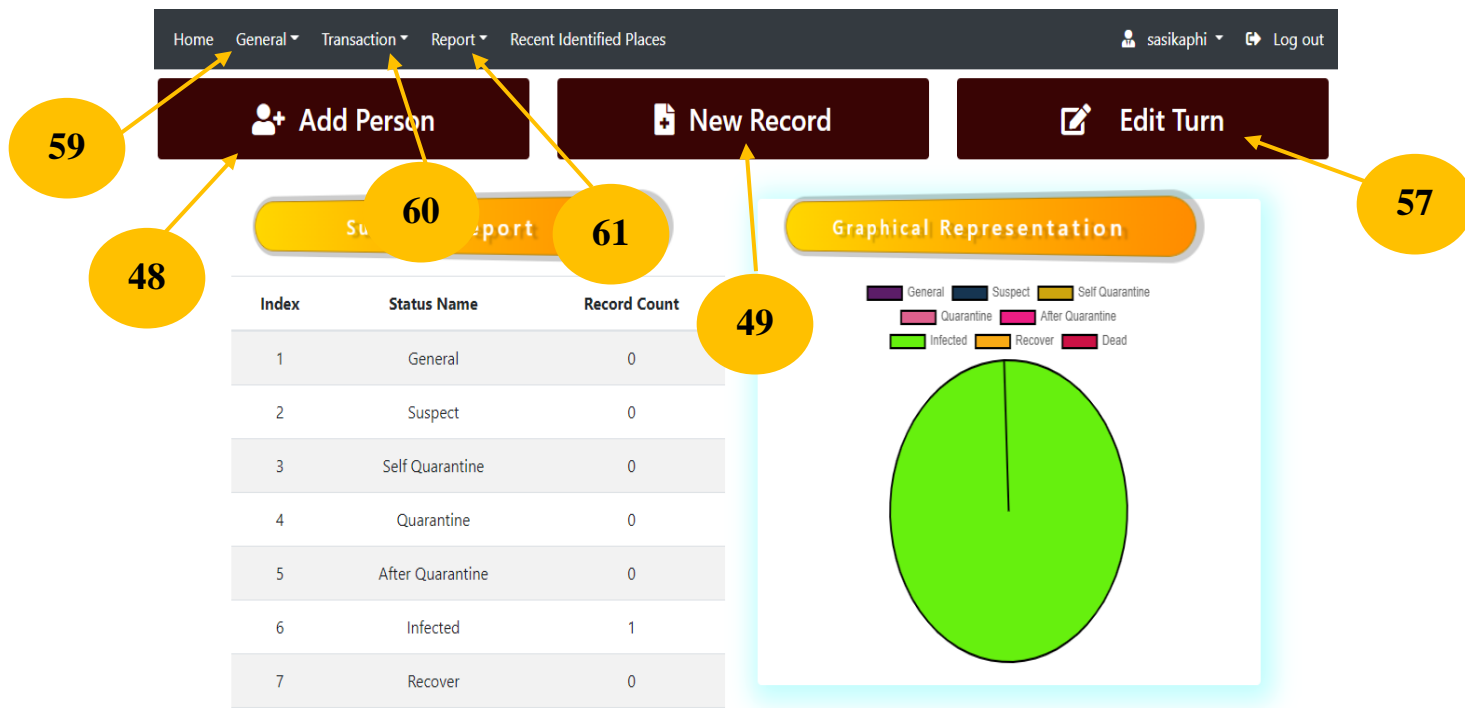 Home General Transaction Report Recent Identified Places sasikaphi Log out
Add Person New Record Edit Turn
59
57
60
61
48
49
Graphical Representation
Index Status Name Record Count
1 General 0
2 Suspect 0
3 Self Quarantine 0
4 Quarantine 0
5 After Quarantine 0
6 Infected 1
7 Recover 0
General Suspect Self Quarantine
Quarantine After Quarantine
Infected Recover Dead